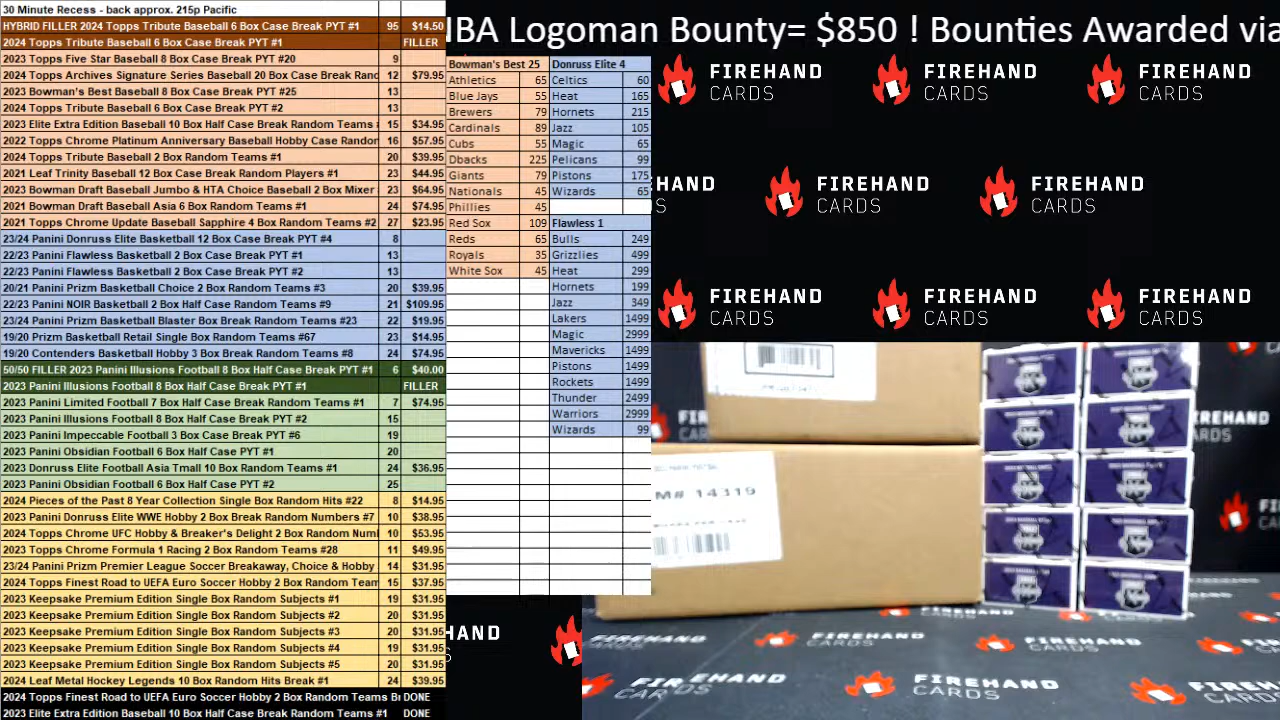 30 Minute Recess - back approx. 215p Pacific
HYBRID FILLER 2024 Topps Tribute Baseball 6 Box Case Break PYT #1 95 $14.50
2024 Topps Tribute Baseball 6 Box Case Break PYT #1 FILLER
2023 Topps Five Star Baseball 8 Box Case Break PYT #20 9
2024 Topps Archives Signature Series Baseball 20 Box Case Break Ranc 12 $79.95
2023 Bowman's Best Baseball 8 Box Case Break PYT #25 13
2024 Topps Tribute Baseball 6 Box Case Break PYT #2 13
2023 Elite Extra Edition Baseball 10 Box Half Case Break Random Teams 15 $34.95
2022 Topps Chrome Platinum Anniversary Baseball Hobby Case Randor 16 $57.95
2024 Topps Tribute Baseball 2 Box Random Teams #1 20 $39.95
2021 Leaf Trinity Baseball 12 Box Case Break Random Players #1 23 $44.95
2023 Bowman Draft Baseball Jumbo & HTA Choice Baseball 2 Box Mixer 23 $64.95
2021 Bowman Draft Baseball Asia 6 Box Random Teams #1 24 $74.95
2021 Topps Chrome Update Baseball Sapphire 4 Box Random Teams #2 27 $23.95
23/24 Panini Donruss Elite Basketball 12 Box Case Break PYT #4 8
22/23 Panini Flawless Basketball 2 Box Case Break PYT #1 13
22/23 Panini Flawless Basketball 2 Box Case Break PYT #2 13
20/21 Panini Prizm Basketball Choice 2 Box Random Teams #3 20 $39.95
22/23 Panini NOIR Basketball 2 Box Half Case Random Teams #9 21 $109.95
23/24 Panini Prizm Basketball Blaster Box Break Random Teams #23 22 $19.95
19/20 Prizm Basketball Retail Single Box Random Teams #67 23 $14.95
19/20 Contenders Basketball Hobby 3 Box Break Random Teams #8 24 $74.95
50/50 FILLER 2023 Panini Illusions Football 8 Box Half Case Break PYT #1 6 $40.00
2023 Panini Illusions Football 8 Box Half Case Break PYT #1 FILLER
2023 Panini Limited Football 7 Box Half Case Break Random Teams #1 7 $74.95
2023 Panini Illusions Football 8 Box Half Case Break PYT #2 15
2023 Panini Impeccable Football 3 Box Case Break PYT #6 19
2023 Panini Obsidian Football 6 Box Half Case PYT #1 20
2023 Donruss Elite Football Asia Tmall 10 Box Random Teams #1 24 $36.95
2023 Panini Obsidian Football 6 Box Half Case PYT #2 25
2024 Pieces of the Past 8 Year Collection Single Box Random Hits #22 8 $14.95
2023 Panini Donruss Elite WWE Hobby 2 Box Break Random Numbers #7 10 $38.95
2024 Topps Chrome UFC Hobby & Breaker's Delight 2 Box Random Numl 10 $53.95
2023 Topps Chrome Formula 1 Racing 2 Box Random Teams #28 11 $49.95
23/24 Panini Prizm Premier League Soccer Breakaway, Choice & Hobby 14 $31.95
2024 Topps Finest Road to UEFA Euro Soccer Hobby 2 Box Random Team 15 $37.95
2023 Keepsake Premium Edition Single Box Random Subjects #1 19 $31.95
2023 Keepsake Premium Edition Single Box Random Subjects #2 20 $31.95
2023 Keepsake Premium Edition Single Box Random Subjects #3 20 $31.95
2023 Keepsake Premium Edition Single Box Random Subjects #4 19 $31.95
2023 Keepsake Premium Edition Single Box Random Subjects #5 20 $31.95
2024 Leaf Metal Hockey Legends 10 Box Random Hits Break #1 24 $39.95
2024 Topps Finest Road to UEFA Euro Soccer Hobby 2 Box Random Teams B DONE
2023 Elite Extra Edition Baseball 10 Box Half Case Break Random Teams #1 DONE
NBA Logoman Bounty= $850 ! Bounties Awarded via
Bowman's Best 25
Athletics 65
Blue Jays 55
Brewers 79
Cardinals 89
Cubs 55
Dbacks 225
Giants 79
Nationals 45
Phillies 45
Red Sox 109
Reds 65
Royals 35
White Sox 45
Donruss Elite 4
Celtics 60
Heat 165
Hornets 215
Jazz 105
Magic 65
Pelicans 99
Pistons 175
Wizards 65
Flawless 1
Bulls 249
Grizzlies 499
Heat 299
Hornets 199
Jazz 349
Lakers 1499
Magic 2999
Mavericks 1499
Pistons 1499
Rockets 1499
Thunder 2499
Warriors 2999
Wizards 99
FIREHAND CARDS
FIREHAND CARDS
FIREHAND CARDS
HAND
FIREHAND CARDS
FIREHAND CARDS
FIREHAND CARDS
FIREHAND CARDS
FIREHAND CARDS
HAND
M# 14319
FIREHAND
FIREHAND
FIREHAND
FIREHAND CARDS
FIREHAND CARDS